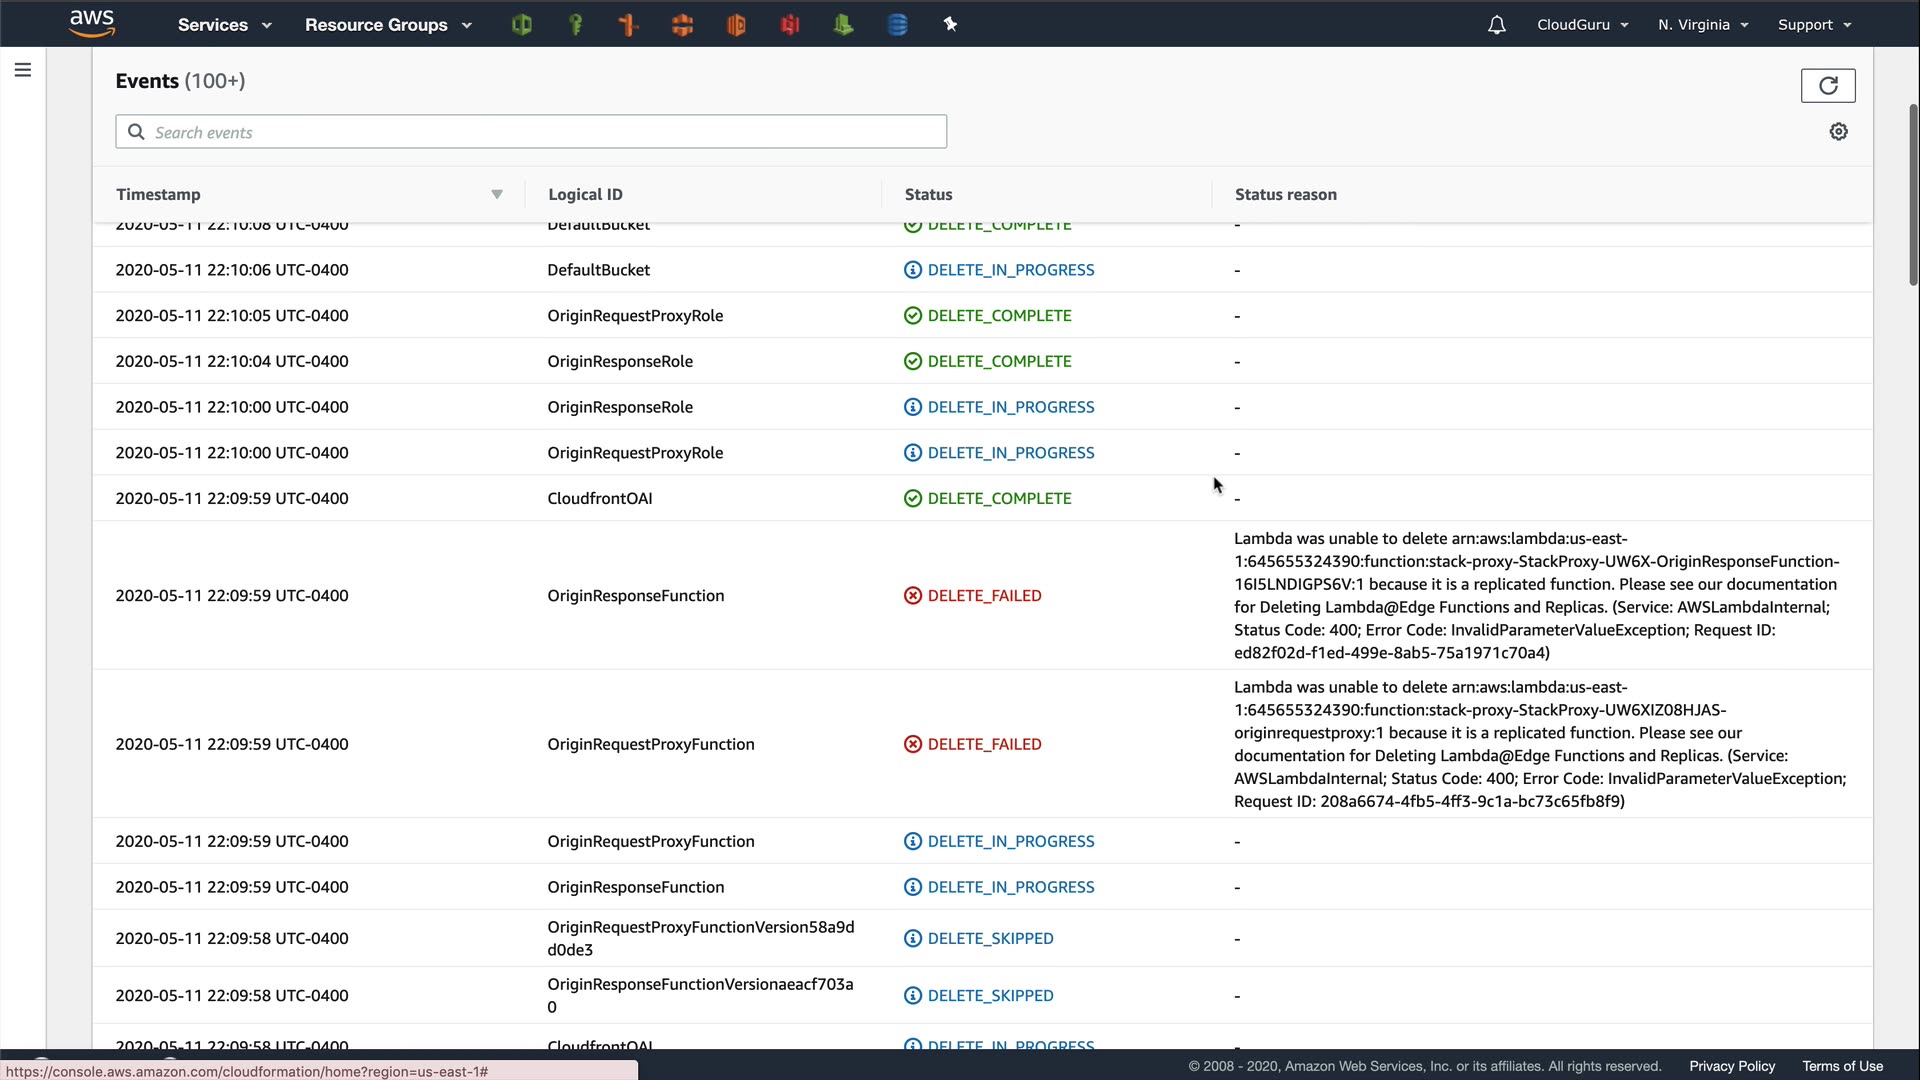 aws Services Resource Groups CloudGuru N. Virginia Support
Events (100+)
Search events
Timestamp Logical ID Status Status reason
2020-05-11 22:10:08 UTC-0400 DefaultBucket DELETE_COMPLETE -
2020-05-11 22:10:06 UTC-0400 DefaultBucket DELETE_IN_PROGRESS -
2020-05-11 22:10:05 UTC-0400 OriginRequestProxyRole DELETE_COMPLETE -
2020-05-11 22:10:04 UTC-0400 OriginResponseRole DELETE_COMPLETE -
2020-05-11 22:10:00 UTC-0400 OriginResponseRole DELETE_IN_PROGRESS -
2020-05-11 22:10:00 UTC-0400 OriginRequestProxyRole DELETE_IN_PROGRESS -
2020-05-11 22:09:59 UTC-0400 CloudfrontOAI DELETE_COMPLETE -
2020-05-11 22:09:59 UTC-0400 OriginResponseFunction DELETE_FAILED
Lambda was unable to delete arn:aws:lambda:us-east-
1:645655324390:function:stack-proxy-StackProxy-UW6X-OriginResponseFunction-
16I5LNDIGPS6V:1 because it is a replicated function. Please see our documentation
for Deleting Lambda@Edge Functions and Replicas. (Service: AWSLambdaInternal;
Status Code: 400; Error Code: InvalidParameterValueException; Request ID:
ed82f02d-f1ed-499e-8ab5-75a1971c70a4)
2020-05-11 22:09:59 UTC-0400 OriginRequestProxyFunction DELETE_FAILED
Lambda was unable to delete arn:aws:lambda:us-east-
1:645655324390:function:stack-proxy-StackProxy-UW6XIZ08HJAS-
originrequestproxy:1 because it is a replicated function. Please see our
documentation for Deleting Lambda@Edge Functions and Replicas. (Service:
AWSLambdaInternal; Status Code: 400; Error Code: InvalidParameterValueException;
Request ID: 208a6674-4fb5-4ff3-9c1a-bc73c65fb8f9)
2020-05-11 22:09:59 UTC-0400 OriginRequestProxyFunction DELETE_IN_PROGRESS -
2020-05-11 22:09:59 UTC-0400 OriginResponseFunction DELETE_IN_PROGRESS -
2020-05-11 22:09:58 UTC-0400 OriginRequestProxyFunctionVersion58a9d DELETE_SKIPPED -
d0de3
2020-05-11 22:09:58 UTC-0400 OriginResponseFunctionVersionaeacf703a DELETE_SKIPPED -
0
2020-05-11 22:09:58 UTC-0400 CloudfrontOAI DELETE_IN_PROGRESS -
https://console.aws.amazon.com/cloudformation/home?region=us-east-1#
© 2008 - 2020, Amazon Web Services, Inc. or its affiliates. All rights reserved. Privacy Policy Terms of Use